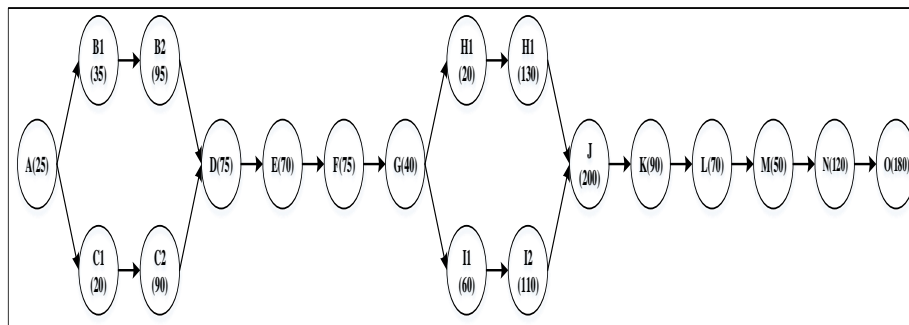 B1
(35)
B2
(95)
H1
(20)
H1
(130)
A(25)
D(75)
E(70)
F(75)
G(40)
J
(200)
K(90)
L(70)
M(50)
N(120)
O(180)
C1
(20)
C2
(90)
I1
(60)
I2
(110)